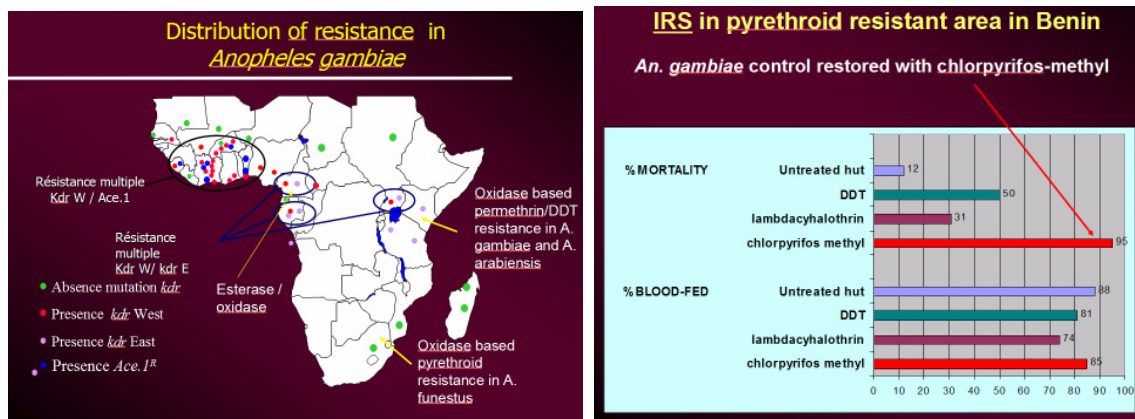 Distribution of resistance in
Anopheles gambiae
Résistance multiple
Kdr W / Ace.1
Résistance
multiple
Kdr W/ kdr E
Esterase /
oxidase
Oxidase based
permethrin/DDT
resistance in A.
gambiae and A.
arabiensis
Oxidase based
pyrethroid
resistance in A.
funestus
Absence mutation kdr
Presence kdr West
Presence kdr East
Presence Ace.1R
IRS in pyrethroid resistant area in Benin
An. gambiae control restored with chlorpyrifos-methyl
% MORTALITY
Untreated hut 12
DDT 50
lambdacyhalothrin 31
chlorpyrifos methyl 95
%BLOOD-FED
Untreated hut 88
DDT 81
lambdacyhalothrin 74
chlorpyrifos methyl 85
0 10 20 30 40 50 60 70 80 90 100